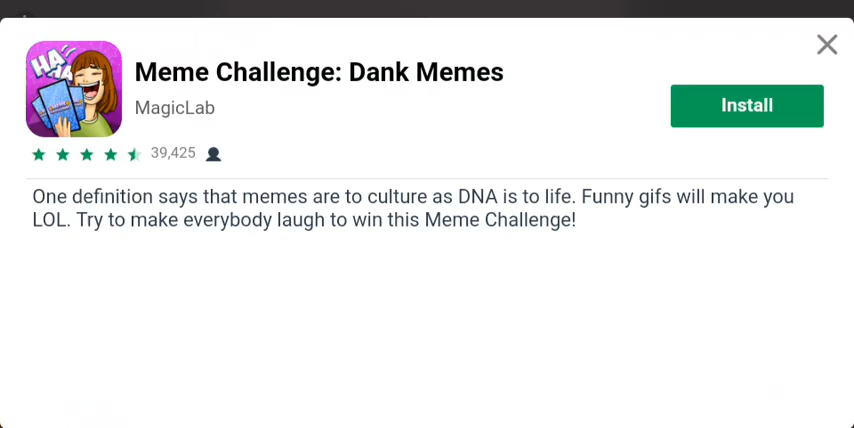 HA
HA
Meme Challenge: Dank Memes
MagicLab
Install
39,425
One definition says that memes are to culture as DNA is to life. Funny gifs will make you
LOL. Try to make everybody laugh to win this Meme Challenge!